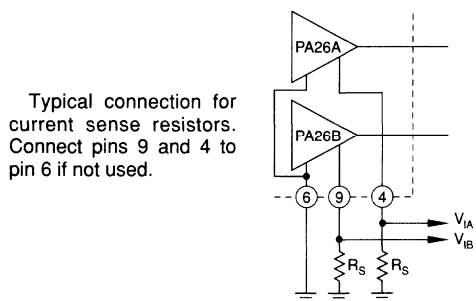 Typical connection for
current sense resistors.
Connect pins 9 and 4 to
pin 6 if not used.
PA26A
PA26B
6 9 4
V_IA
V_IB
R_S R_S